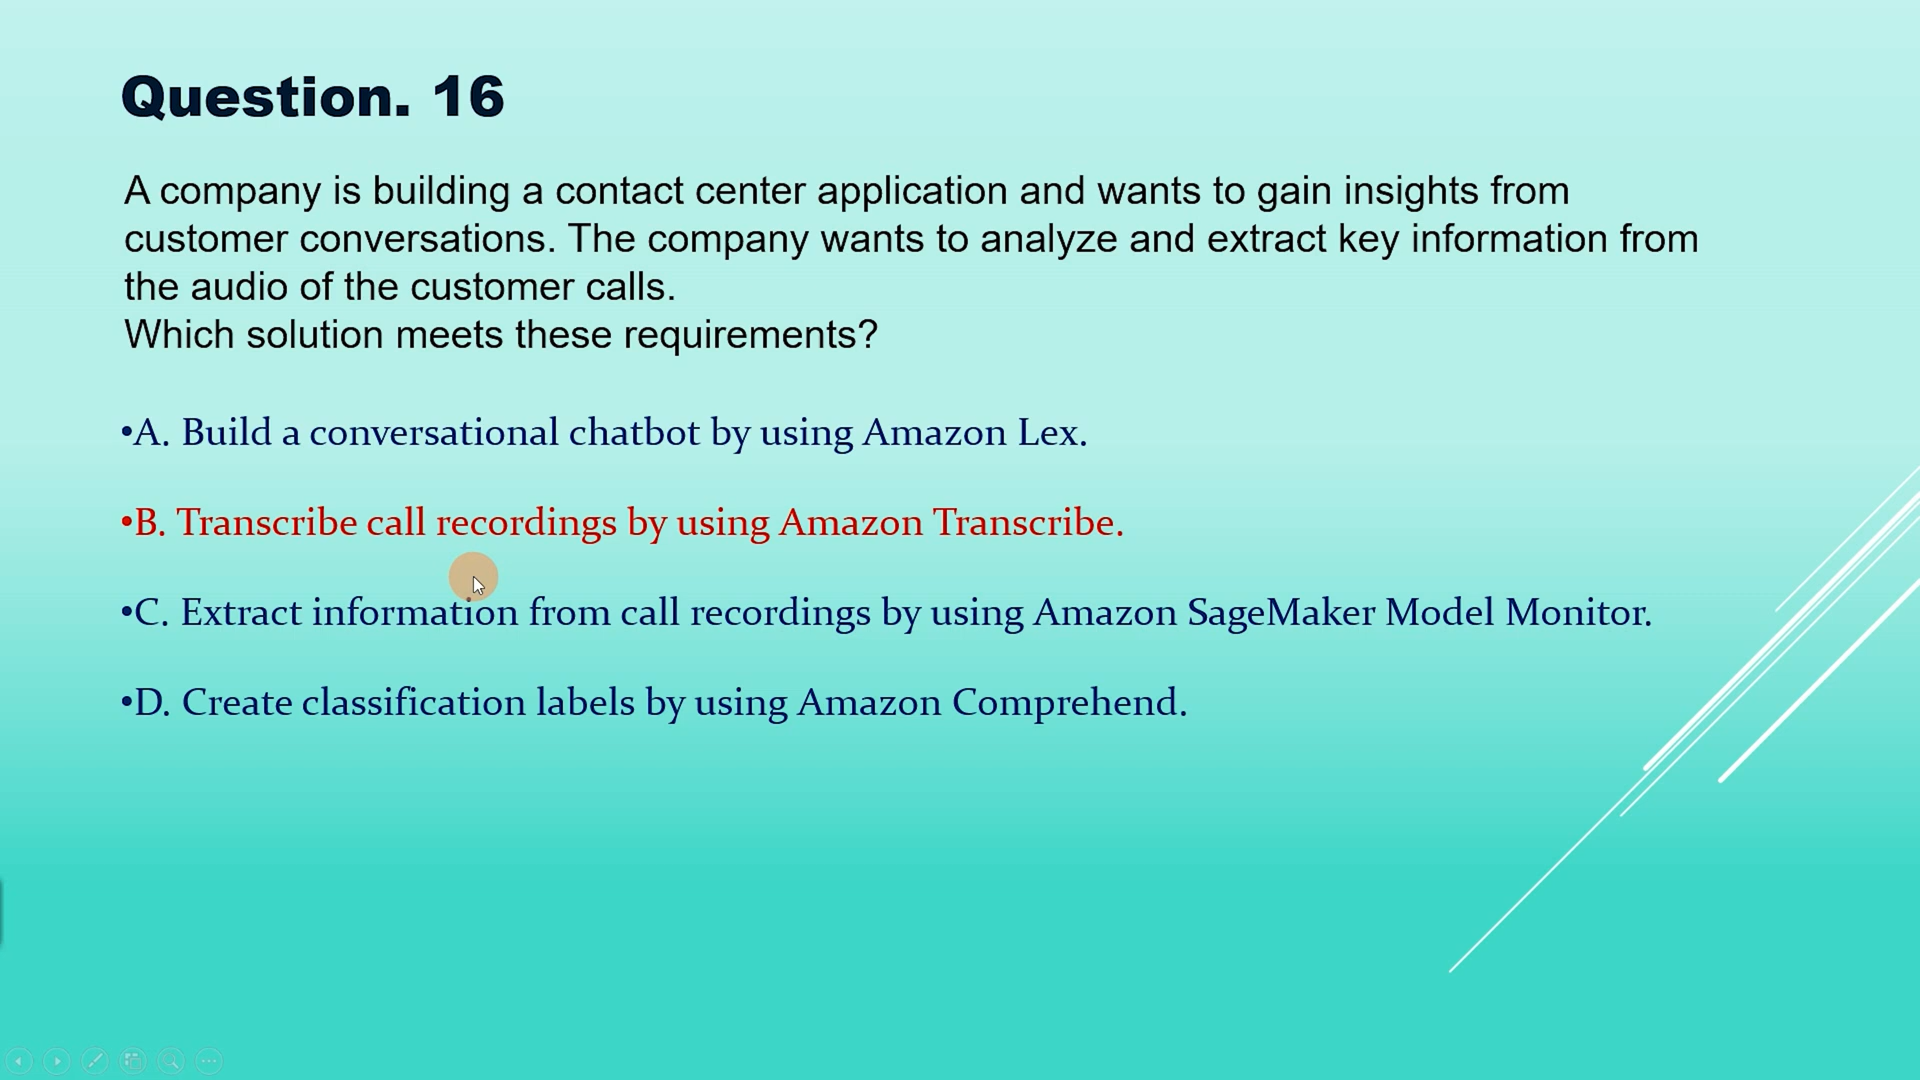 Question. 16
A company is building a contact center application and wants to gain insights from
customer conversations. The company wants to analyze and extract key information from
the audio of the customer calls.
Which solution meets these requirements?
•A. Build a conversational chatbot by using Amazon Lex.
•B. Transcribe call recordings by using Amazon Transcribe.
•C. Extract information from call recordings by using Amazon SageMaker Model Monitor.
•D. Create classification labels by using Amazon Comprehend.